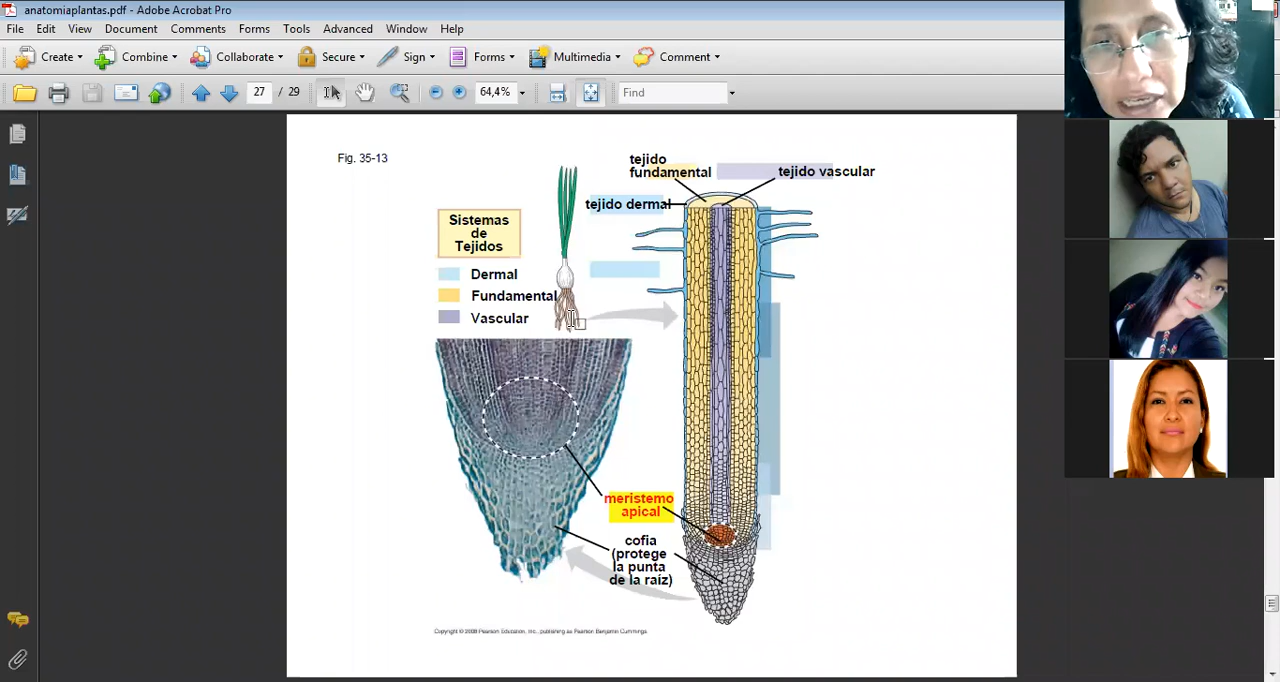 anatomiaplantas.pdf - Adobe Acrobat Pro
File Edit View Document Comments Forms Tools Advanced Window Help
Create Combine Collaborate Secure Sign Forms Multimedia Comment
27 / 29 64,4% Find
Fig. 35-13
tejido
fundamental
tejido vascular
tejido dermal
Sistemas
de
Tejidos
Dermal
Fundamental
Vascular
meristemo
apical
cofia
(protege
la punta
de la raíz)
Copyright © 2008 Pearson Education, Inc., publishing as Pearson Benjamin Cummings.